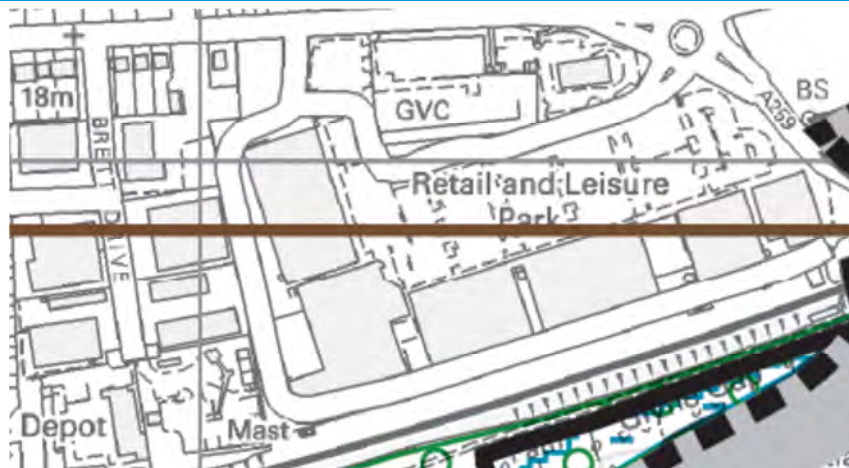 18m
GVC
BS
A259
BRETT DRIVE
Retail and Leisure
Park
Depot
Mast